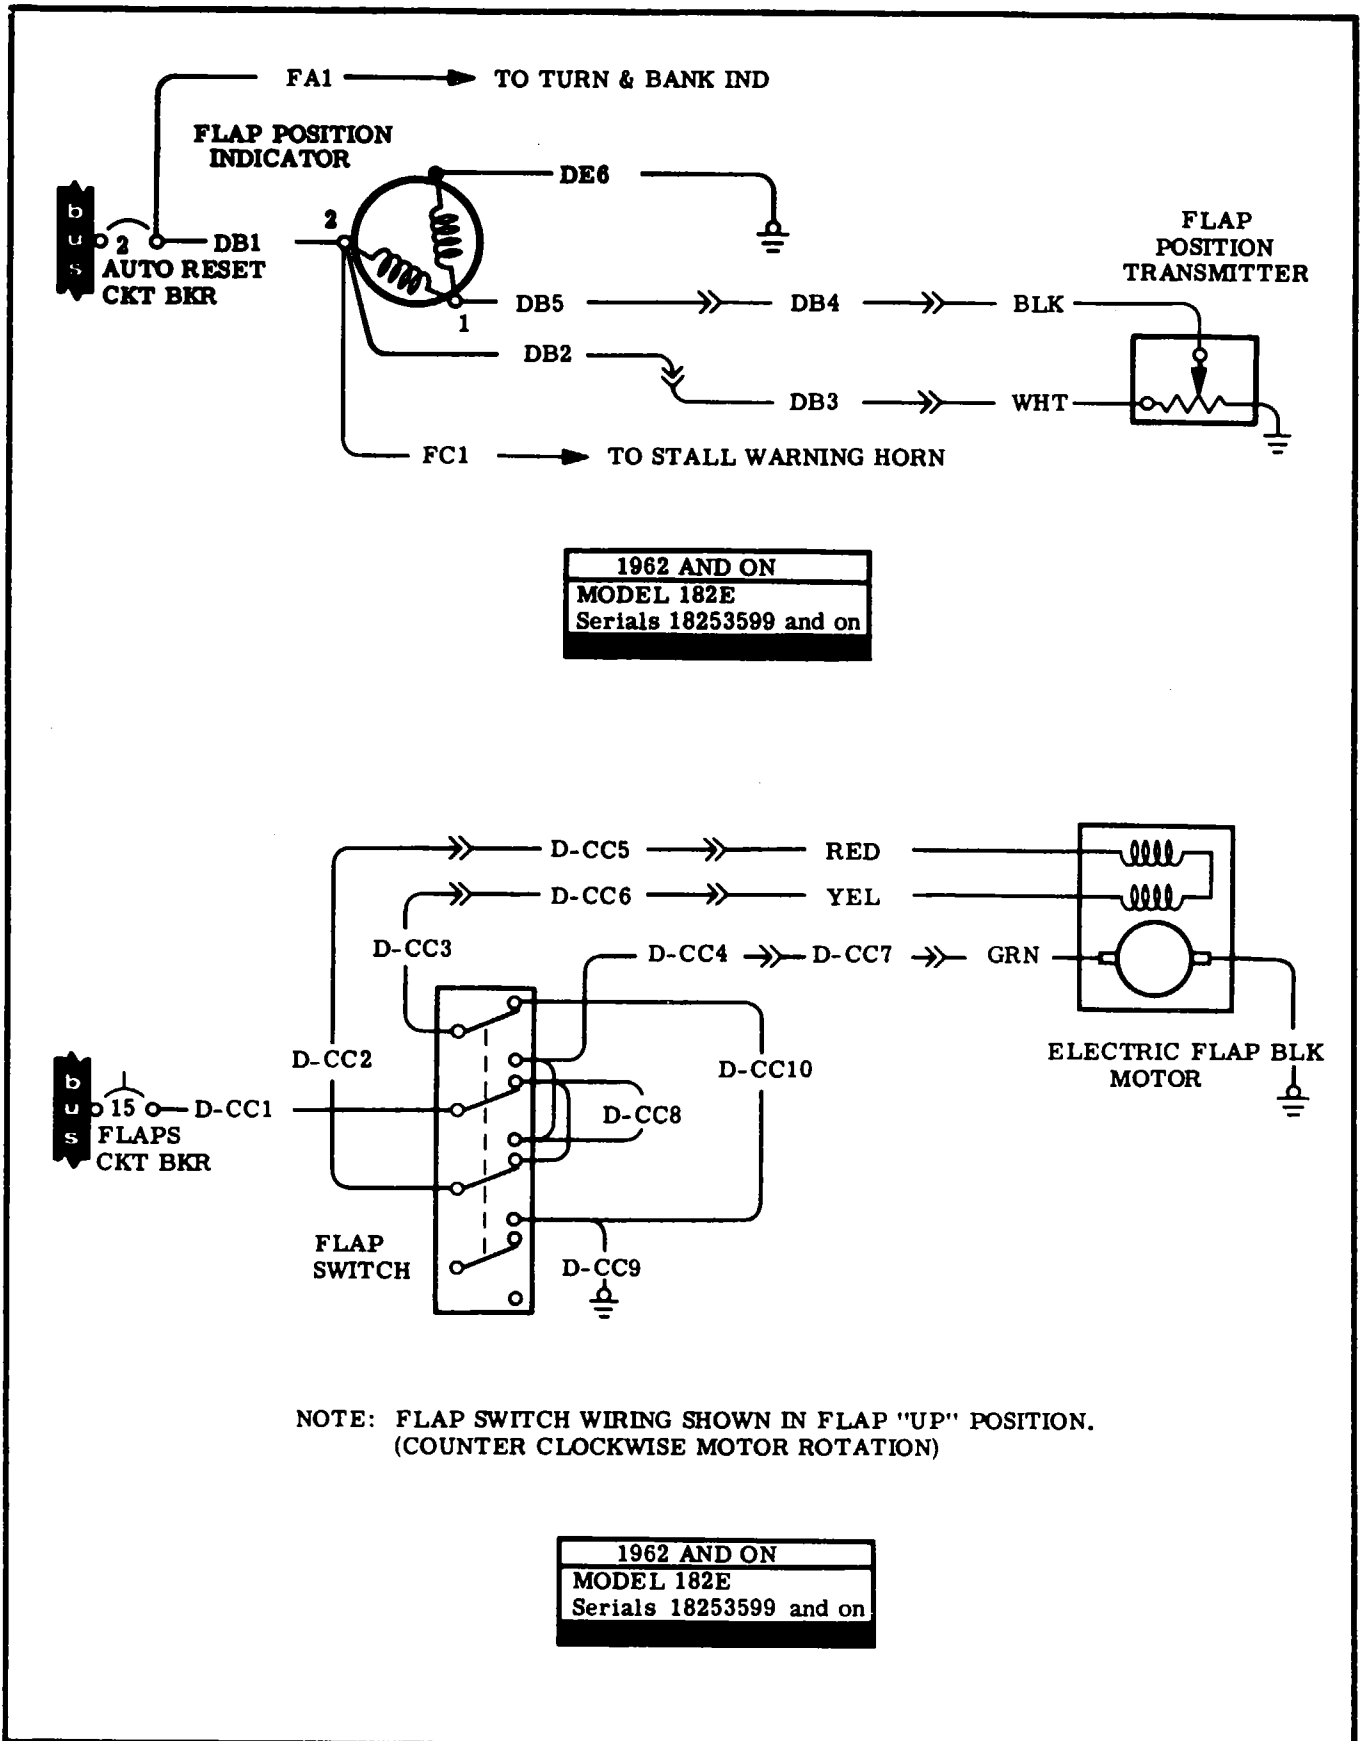 FA1 TO TURN & BANK IND
FLAP POSITION
INDICATOR
DE6
bus
2
DB1
2
AUTO RESET
CKT BKR
FLAP
POSITION
TRANSMITTER
1
DB5
DB4
BLK
DB2
DB3
WHT
FC1 TO STALL WARNING HORN
1962 AND ON
MODEL 182E
Serials 18253599 and on
D-CC5
RED
D-CC6
YEL
D-CC3
D-CC4
D-CC7
GRN
D-CC2
D-CC10
ELECTRIC FLAP BLK
MOTOR
bus
15
D-CC1
D-CC8
FLAPS
CKT BKR
FLAP
SWITCH
D-CC9
NOTE: FLAP SWITCH WIRING SHOWN IN FLAP "UP" POSITION.
(COUNTER CLOCKWISE MOTOR ROTATION)
1962 AND ON
MODEL 182E
Serials 18253599 and on